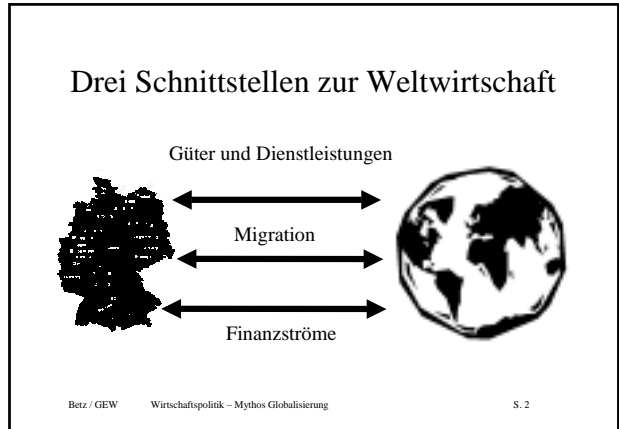 Drei Schnittstellen zur Weltwirtschaft
Güter und Dienstleistungen
Migration
Finanzströme
Betz / GEW Wirtschaftspolitik – Mythos Globalisierung S. 2